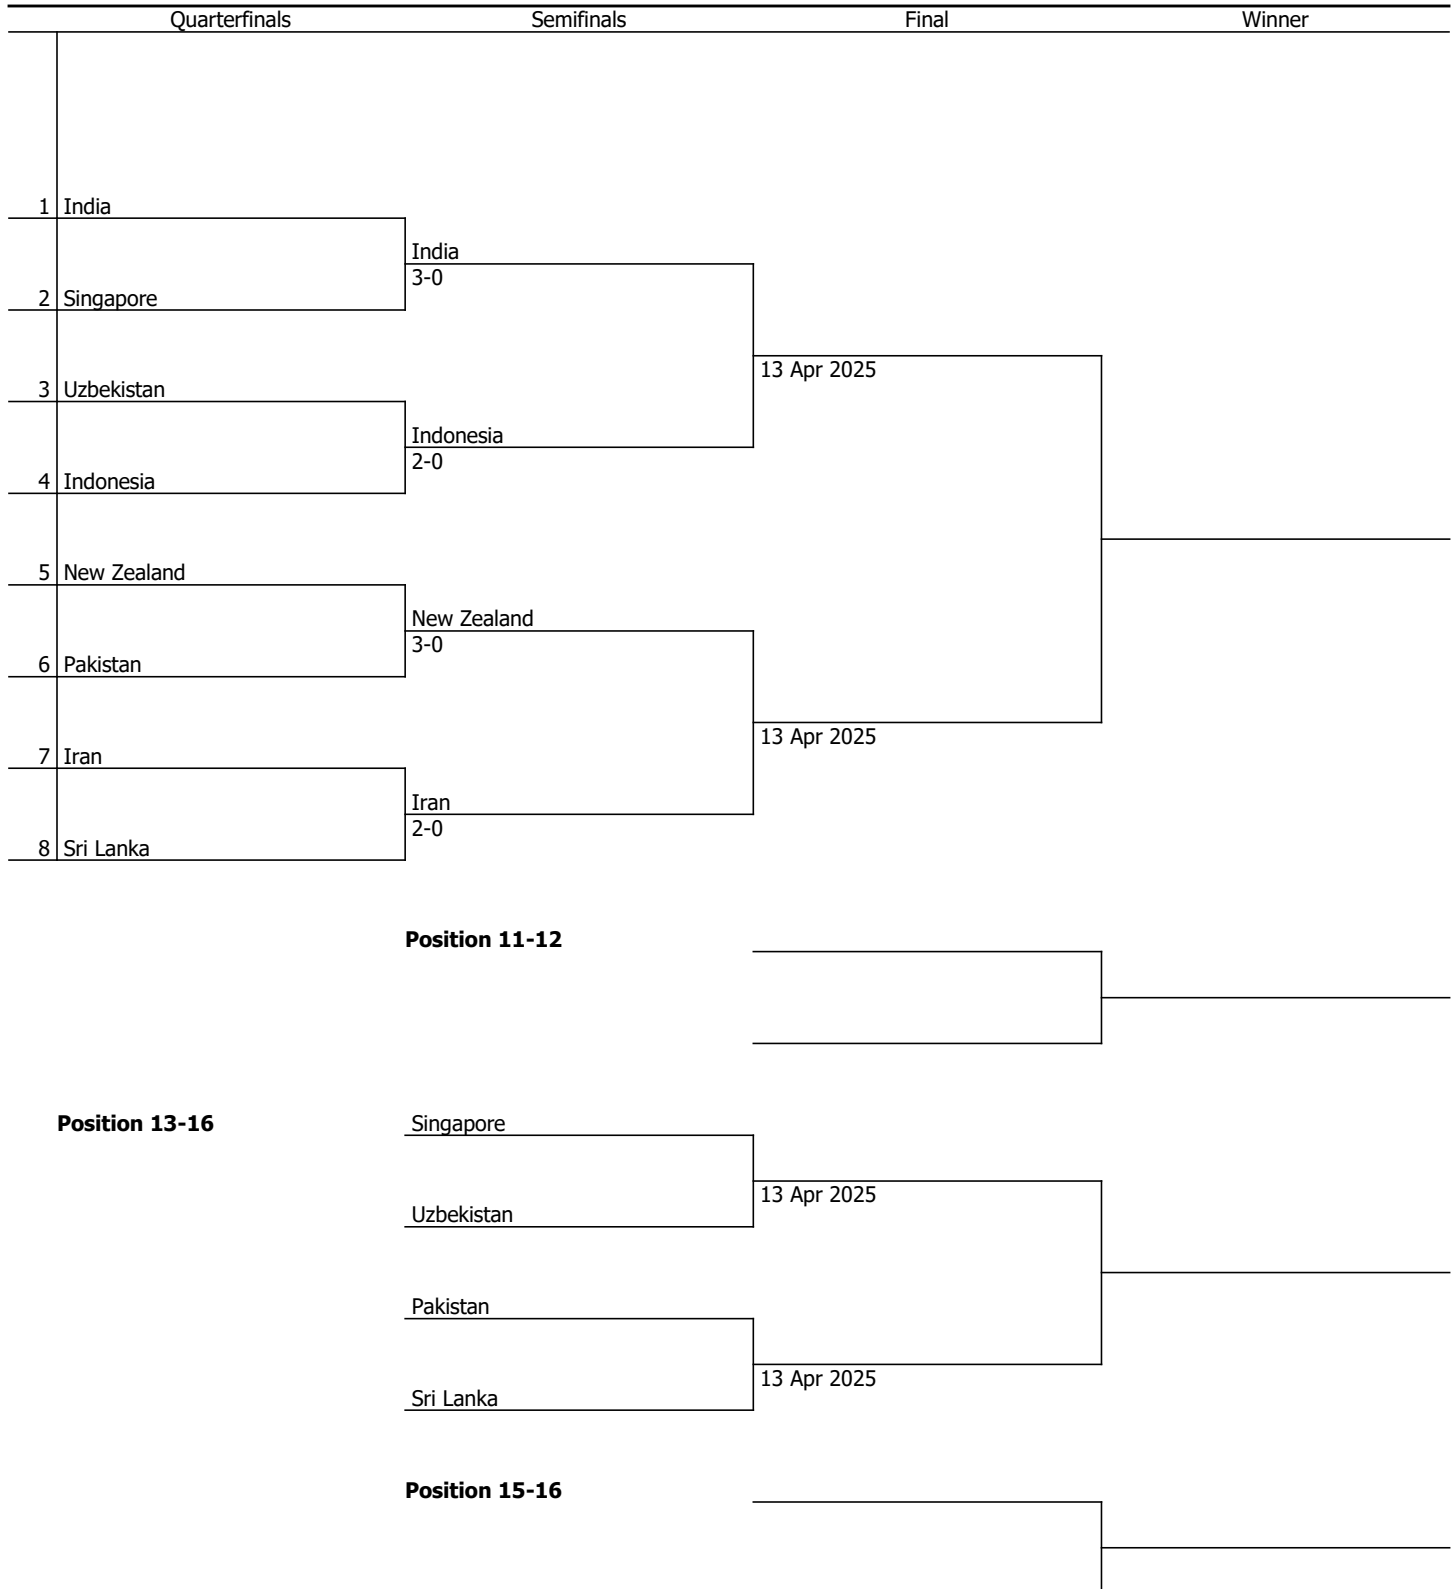 Quarterfinals Semifinals Final Winner
1 India
India
3-0
2 Singapore
13 Apr 2025
3 Uzbekistan
Indonesia
2-0
4 Indonesia
5 New Zealand
New Zealand
3-0
6 Pakistan
13 Apr 2025
7 Iran
Iran
2-0
8 Sri Lanka
Position 11-12
Position 13-16 Singapore
13 Apr 2025
Uzbekistan
Pakistan
13 Apr 2025
Sri Lanka
Position 15-16